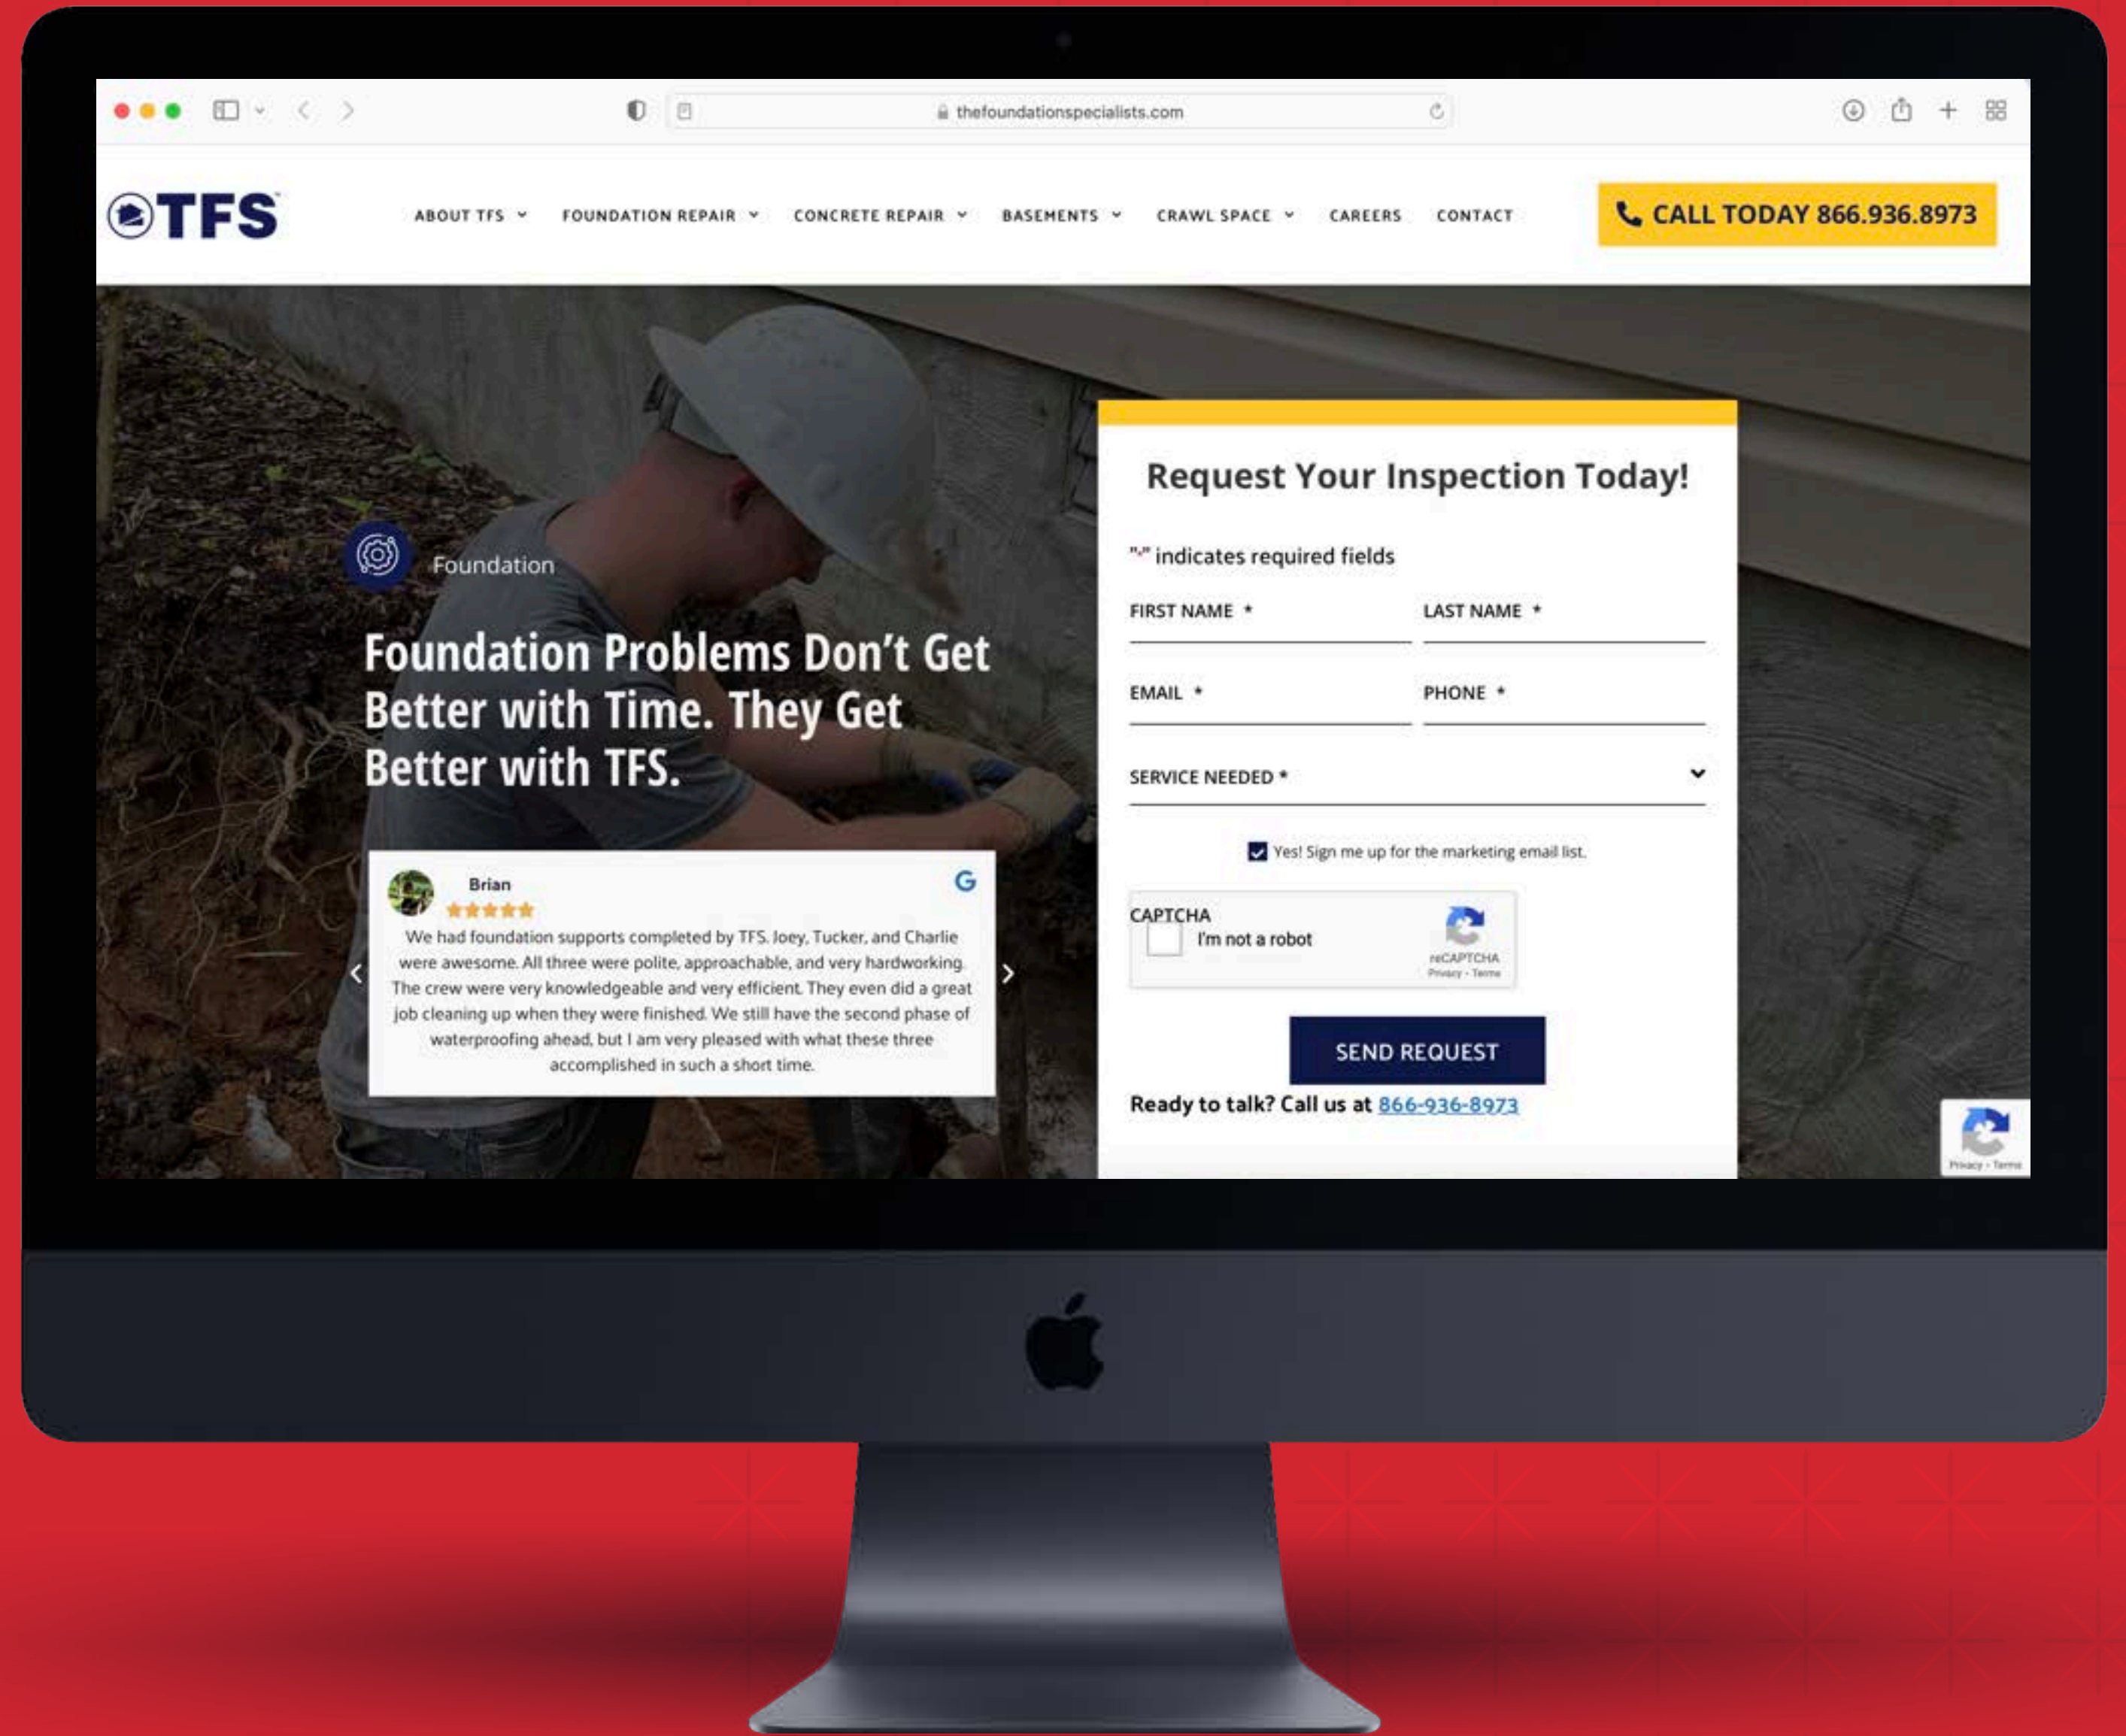 thefoundationspecialists.com
TFS
ABOUT TFS
FOUNDATION REPAIR
CONCRETE REPAIR
BASEMENTS
CRAWL SPACE
CAREERS
CONTACT
CALL TODAY 866.936.8973
Foundation
Foundation Problems Don't Get
Better with Time. They Get
Better with TFS.
Brian
G
We had foundation supports completed by TFS. Joey, Tucker, and Charlie
were awesome. All three were polite, approachable, and very hardworking.
The crew were very knowledgeable and very efficient. They even did a great
job cleaning up when they were finished. We still have the second phase of
waterproofing ahead, but I am very pleased with what these three
accomplished in such a short time.
Request Your Inspection Today!
"*" indicates required fields
FIRST NAME *
LAST NAME *
EMAIL *
PHONE *
SERVICE NEEDED *
Yes! Sign me up for the marketing email list.
CAPTCHA
I'm not a robot
reCAPTCHA
Privacy - Terms
SEND REQUEST
Ready to talk? Call us at 866-936-8973
Privacy - Terms